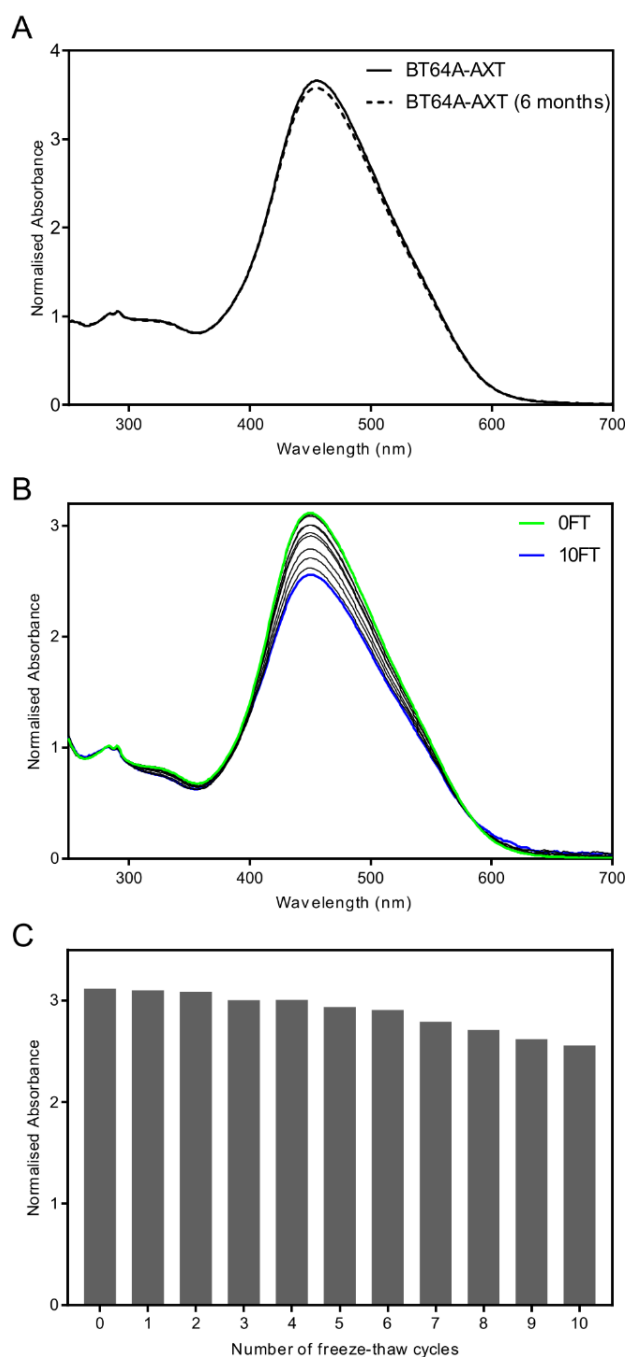 A
4
3
2
1
0
Normalised Absorbance
BT64A-AXT
BT64A-AXT (6 months)
300 400 500 600 700
Wavelength (nm)
B
3
2
1
0
Normalised Absorbance
0FT
10FT
300 400 500 600 700
Wavelength (nm)
C
3
2
1
0
Normalised Absorbance
0 1 2 3 4 5 6 7 8 9 10
Number of freeze-thaw cycles